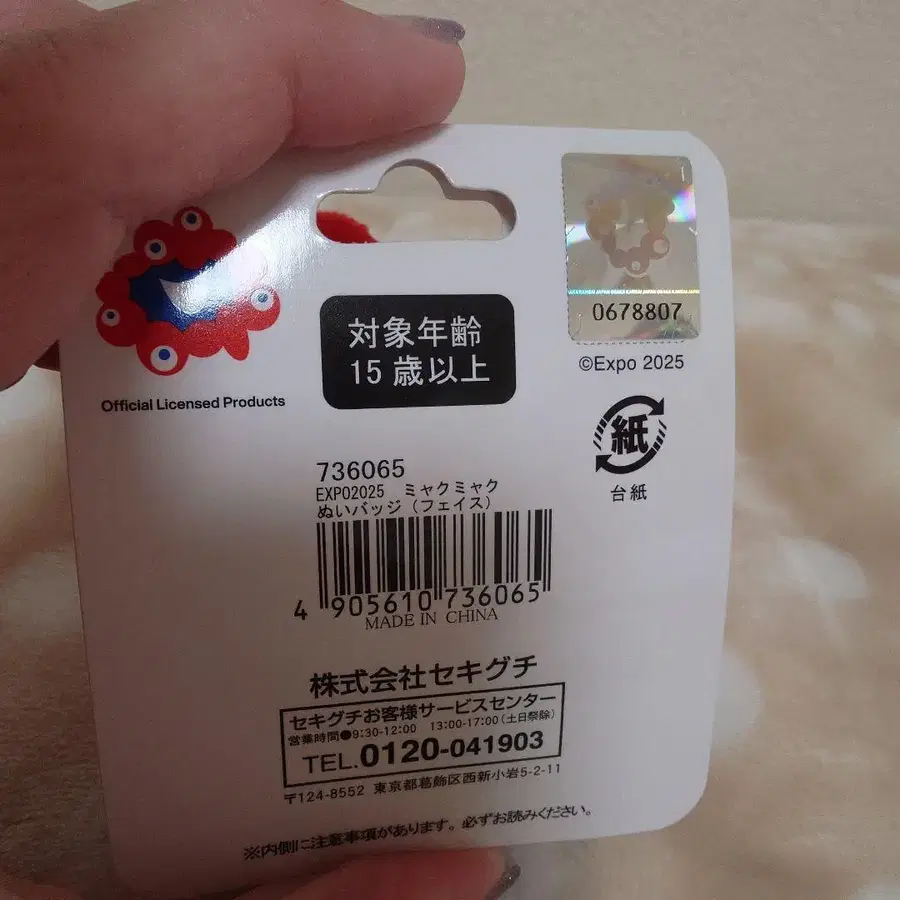 0678807
©Expo 2025
Official Licensed Products
対象年齢
15歳以上
紙
台紙
736065
EXPO2025 ミャクミャク
ぬいバッジ（フェイス）
4 905610 736065
MADE IN CHINA
株式会社セキグチ
セキグチお客様サービスセンター
営業時間●9:30-12:00 13:00-17:00（土日祭除）
TEL.0120-041903
〒124-8552 東京都葛飾区西新小岩5-2-11
※内側に注意事項があります。必ずお読みください。